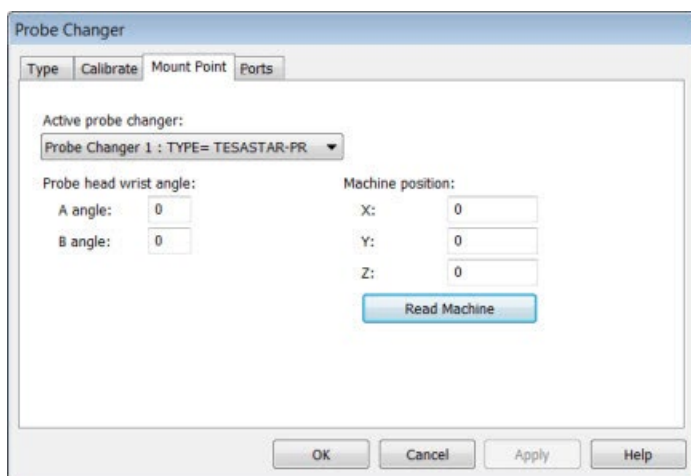 Probe Changer
Type Calibrate Mount Point Ports
Active probe changer:
Probe Changer 1 : TYPE= TESASTAR-PR
Probe head wrist angle: Machine position:
A angle: 0 X: 0
B angle: 0 Y: 0
Z: 0
Read Machine
OK Cancel Apply Help